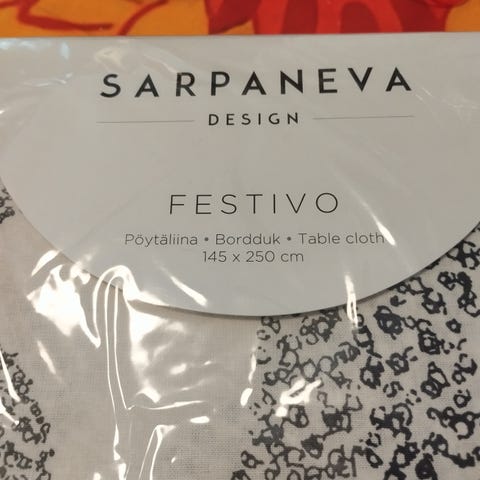 SARPANEVA
DESIGN
FESTIVO
Pöytäliina • Bordduk • Table cloth
145 x 250 cm